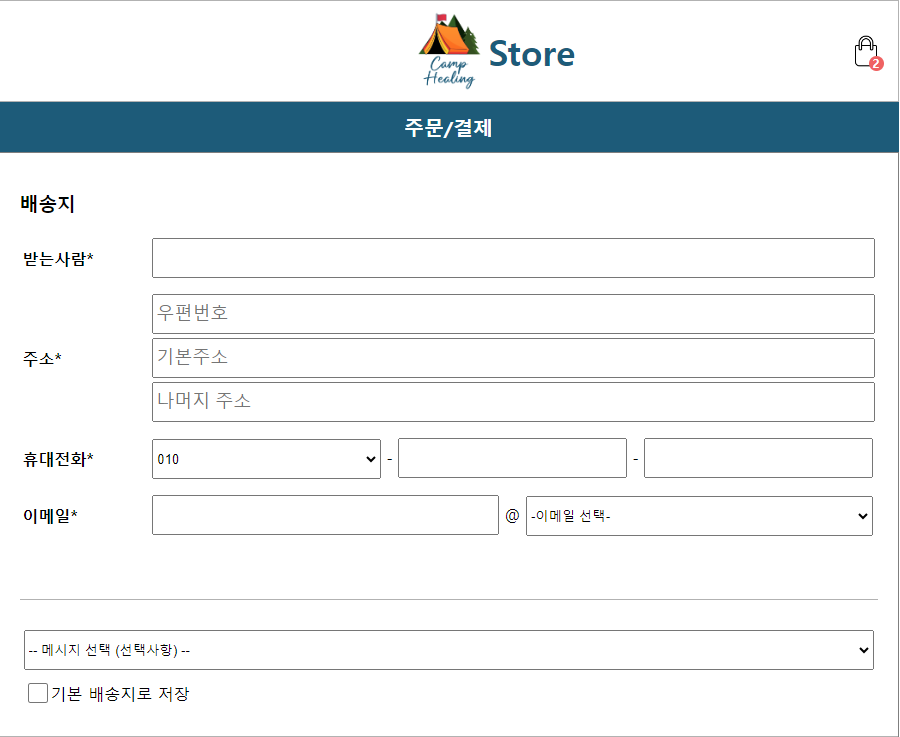 Camp
Healing
Store
2
주문/결제
배송지
받는사람*
우편번호
주소*
기본주소
나머지 주소
휴대전화* 010 - -
이메일* @ -이메일 선택-
-- 메시지 선택 (선택사항) --
기본 배송지로 저장